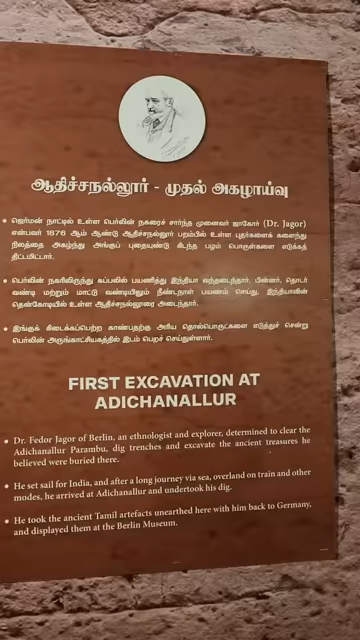 ஆதிச்சநல்லூர் - முதல் அகழாய்வு
• ஜெர்மன் நாட்டில் உள்ள பெர்லின் நகரைச் சார்ந்த முனைவர் ஜாகோர் (Dr. Jagor)
என்பவர் 1876 ஆம் ஆண்டு ஆதிச்சநல்லூர் பறம்பில் உள்ள புதர்களைக் களைந்து
நிலத்தை அகழ்ந்து அங்குப் புதையுண்டு கிடந்த பழம் பொருள்களை எடுக்கத்
திட்டமிட்டார்.
• பெர்லின் நகரிலிருந்து கப்பலில் பயணித்து இந்தியா வந்தடைந்தார். பின்னர், தொடர்
வண்டி மற்றும் மாட்டு வண்டியிலும் நீண்டநாள் பயணம் செய்து, இந்தியாவின்
தென்கோடியில் உள்ள ஆதிச்சநல்லூரை அடைந்தார்.
• இங்குக் கிடைக்கப்பெற்ற காண்பதற்கு அரிய தொல்பொருட்களை எடுத்துச் சென்று
பெர்லின் அருங்காட்சியகத்தில் இடம் பெறச் செய்துள்ளார்.
FIRST EXCAVATION AT
ADICHANALLUR
• Dr. Fedor Jagor of Berlin, an ethnologist and explorer, determined to clear the
Adichanallur Parambu, dig trenches and excavate the ancient treasures he
believed were buried there.
• He set sail for India, and after a long journey via sea, overland on train and other
modes, he arrived at Adichanallur and undertook his dig.
• He took the ancient Tamil artefacts unearthed here with him back to Germany,
and displayed them at the Berlin Museum.